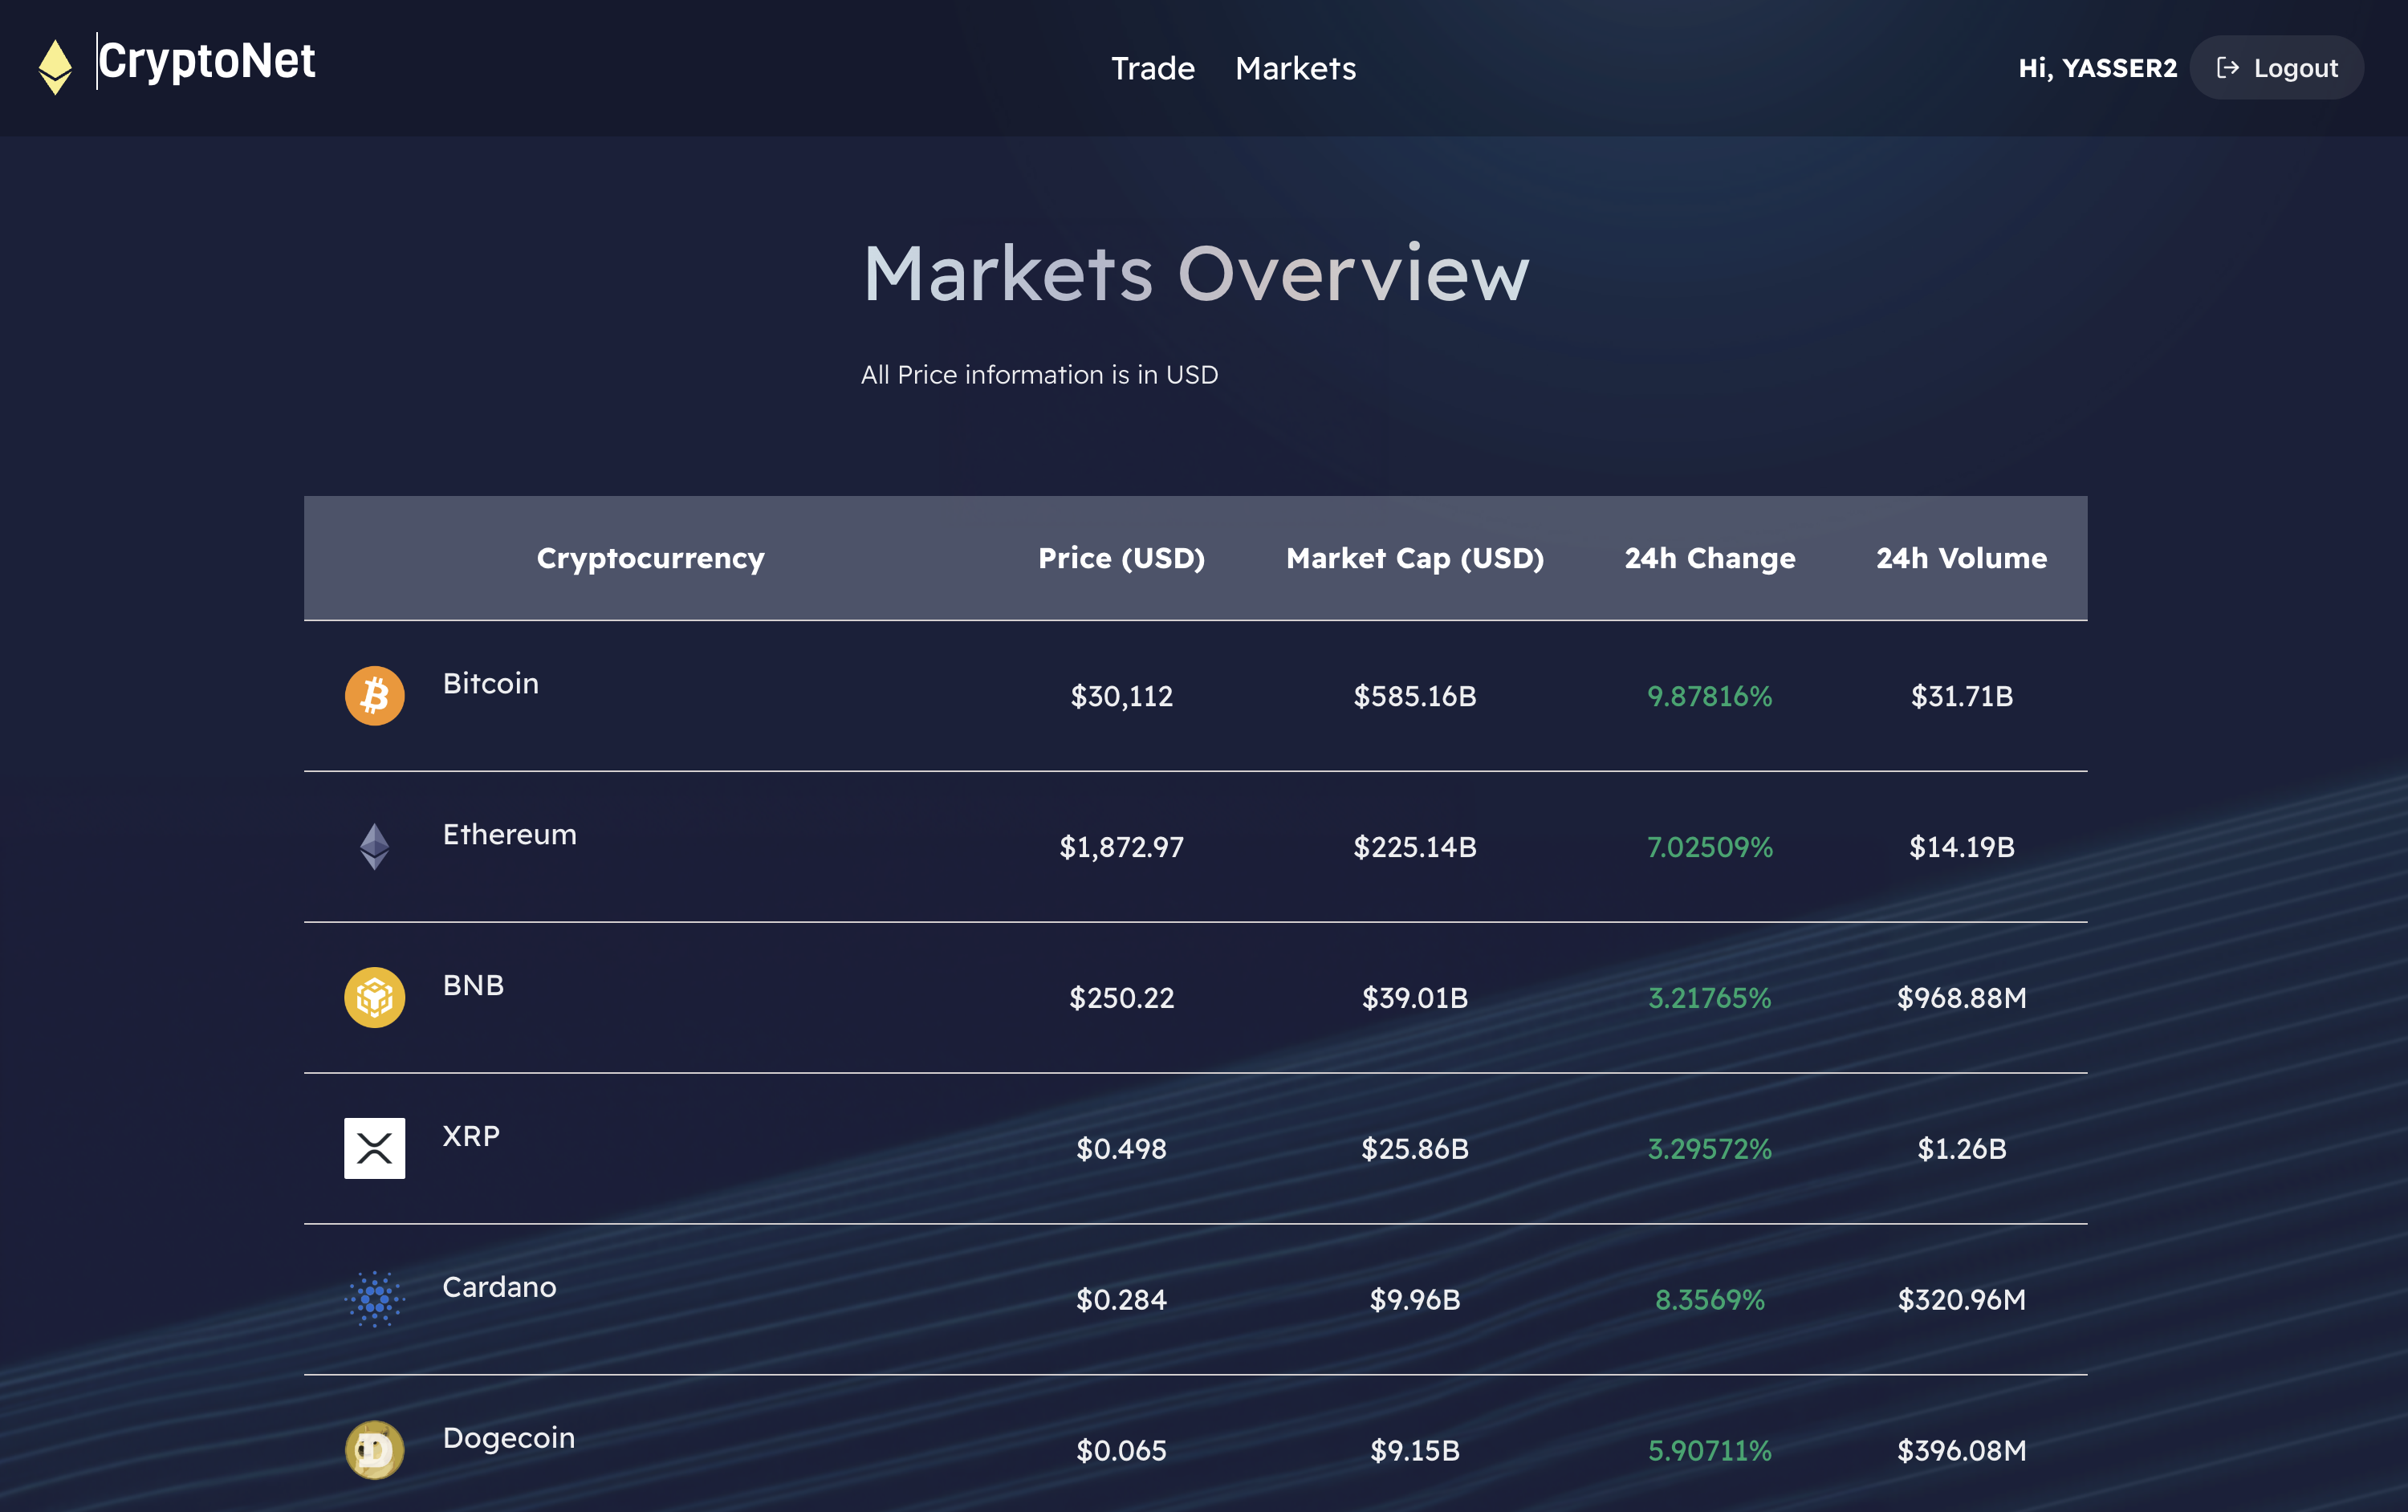 CryptoNet Trade Markets Hi, YASSER2 Logout
Markets Overview
All Price information is in USD
Cryptocurrency Price (USD) Market Cap (USD) 24h Change 24h Volume
Bitcoin $30,112 $585.16B 9.87816% $31.71B
Ethereum $1,872.97 $225.14B 7.02509% $14.19B
BNB $250.22 $39.01B 3.21765% $968.88M
XRP $0.498 $25.86B 3.29572% $1.26B
Cardano $0.284 $9.96B 8.3569% $320.96M
Dogecoin $0.065 $9.15B 5.90711% $396.08M